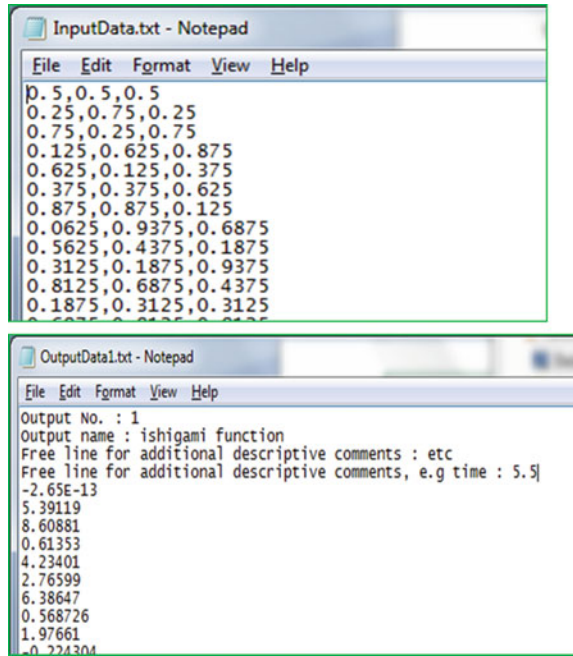 InputData.txt - Notepad
File Edit Format View Help
0.5,0.5,0.5
0.25,0.75,0.25
0.75,0.25,0.75
0.125,0.625,0.875
0.625,0.125,0.375
0.375,0.375,0.625
0.875,0.875,0.125
0.0625,0.9375,0.6875
0.5625,0.4375,0.1875
0.3125,0.1875,0.9375
0.8125,0.6875,0.4375
0.1875,0.3125,0.3125
OutputData1.txt - Notepad
File Edit Format View Help
Output No. : 1
Output name : ishigami function
Free line for additional descriptive comments : etc
Free line for additional descriptive comments, e.g time : 5.5
-2.65E-13
5.39119
8.60881
0.61353
4.23401
2.76599
6.38647
0.568726
1.97661
-0.224304